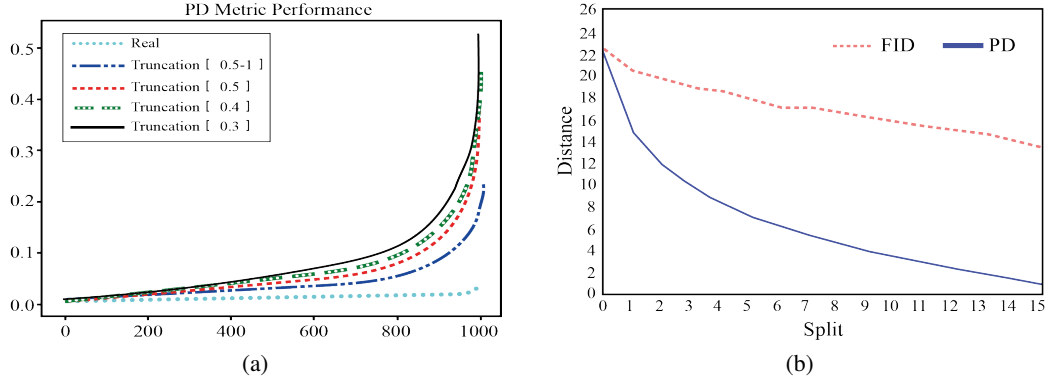 PD Metric Performance
0.5
0.4
0.3
0.2
0.1
0.0
Real
Truncation [ 0.5-1 ]
Truncation [ 0.5]
Truncation [ 0.4]
Truncation [ 0.3]
0 200 400 600 800 1000
(a)
26
24
22
20
18
16
14
12
10
8
6
4
2
0
Distance
FID PD
0 1 2 3 4 5 6 7 8 9 10 11 12 13 14 15
Split
(b)